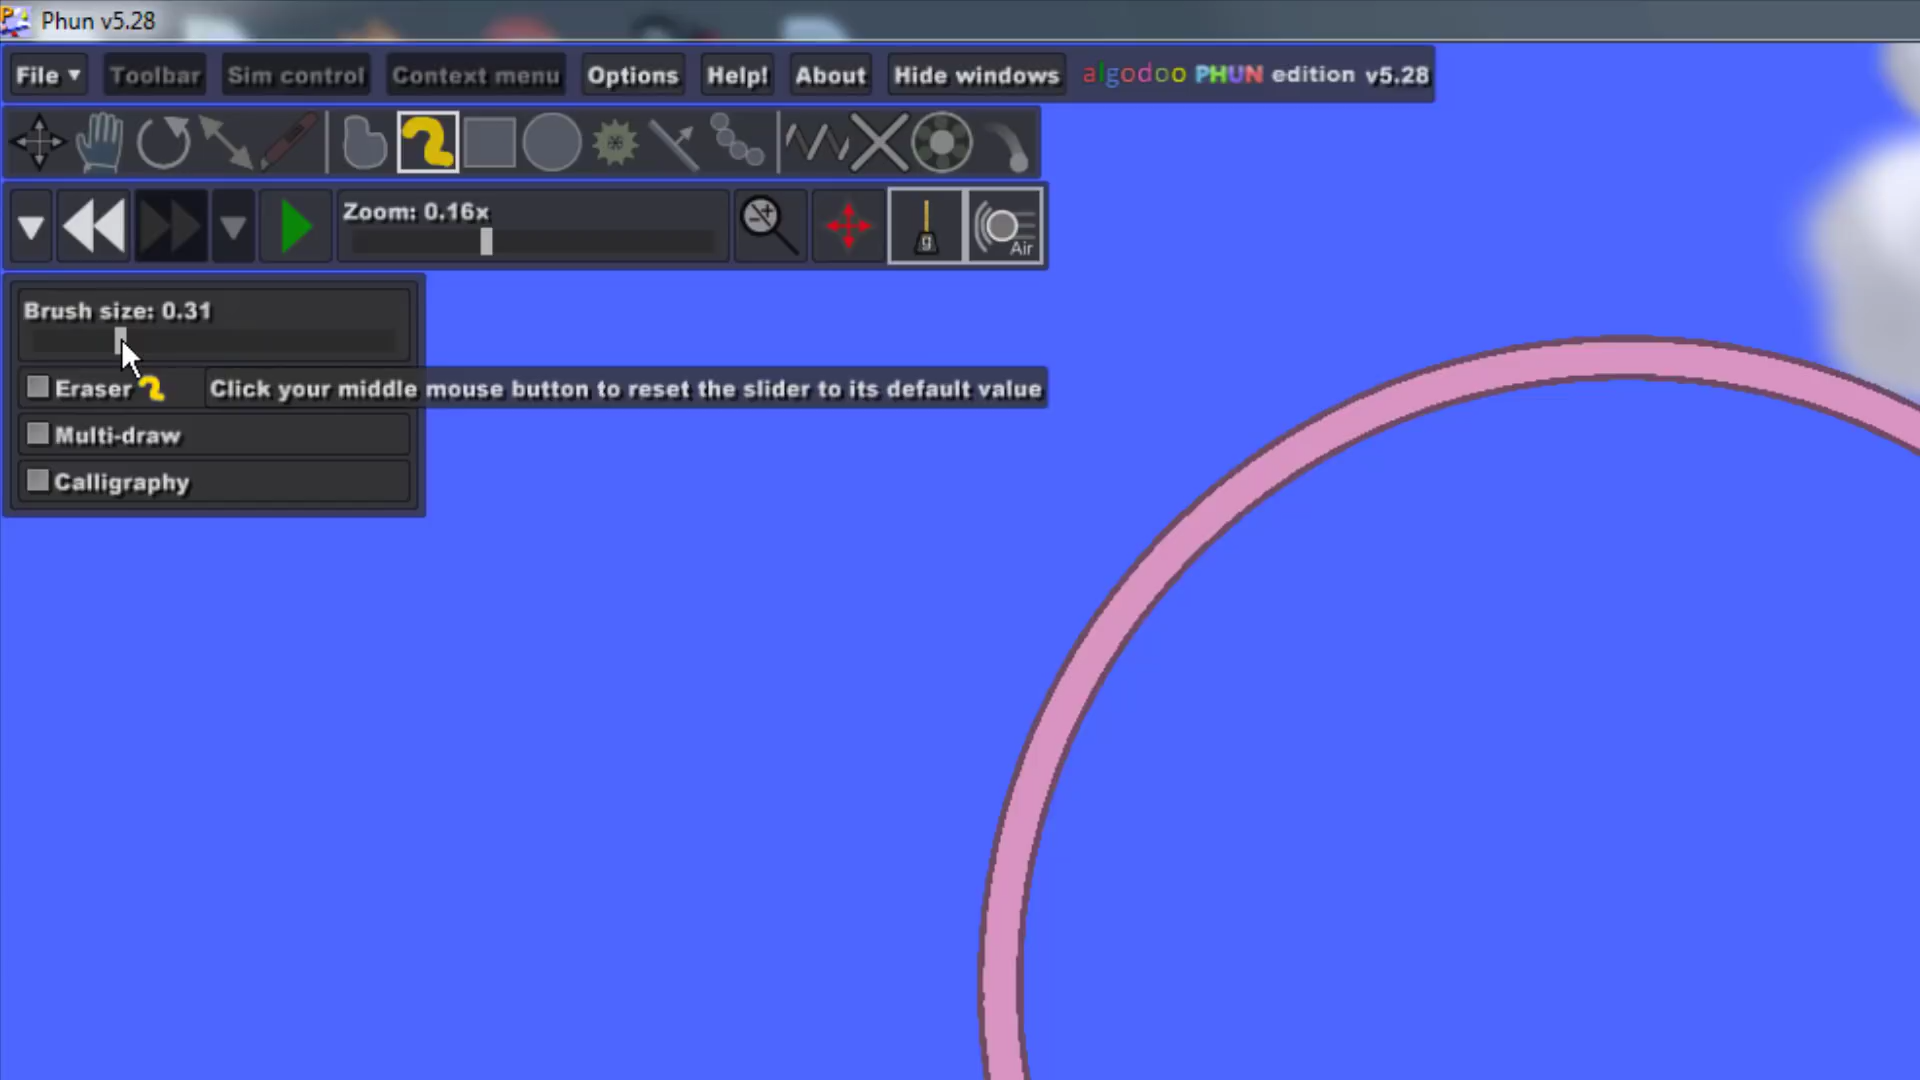 Phun v5.28
File Toolbar Sim control Context menu Options Help! About Hide windows algodoo PHUN edition v5.28
Zoom: 0.16x
g
Air
Brush size: 0.31
Eraser
Click your middle mouse button to reset the slider to its default value
Multi-draw
Calligraphy